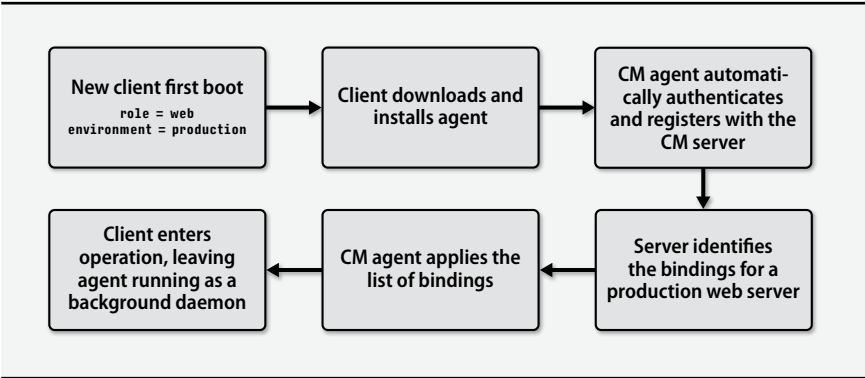 New client first boot
role = web
environment = production
Client downloads and
installs agent
CM agent automati-
cally authenticates
and registers with the
CM server
Server identifies
the bindings for a
production web server
CM agent applies the
list of bindings
Client enters
operation, leaving
agent running as a
background daemon